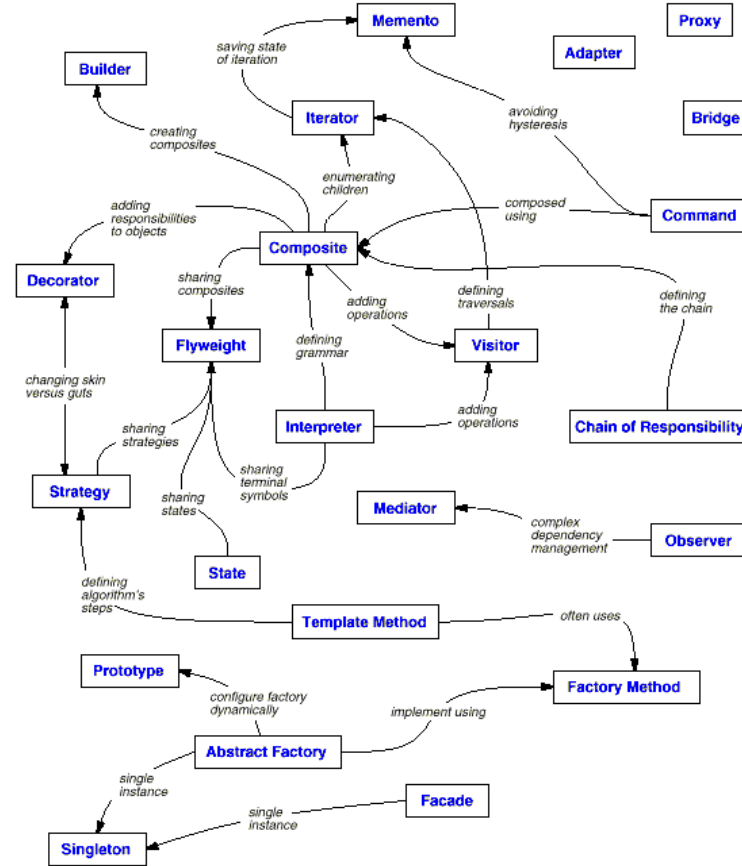 Memento
Proxy
saving state
of iteration
Adapter
Builder
avoiding
hysteresis
Iterator
Bridge
creating
composites
enumerating
children
adding
responsibilities
to objects
composed
using
Command
Composite
Decorator
sharing
composites
adding
operations
defining
traversals
defining
the chain
Flyweight
defining
grammar
Visitor
changing skin
versus guts
sharing
strategies
Interpreter
adding
operations
Chain of Responsibility
sharing
terminal
symbols
Strategy
sharing
states
Mediator
complex
dependency
management
Observer
State
defining
algorithm's
steps
Template Method
often uses
Prototype
configure factory
dynamically
Factory Method
implement using
Abstract Factory
single
instance
Facade
single
instance
Singleton